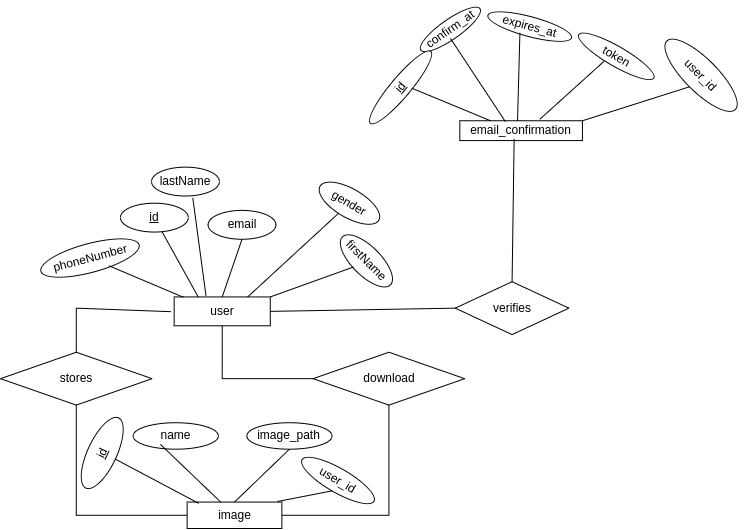 confirm_at
expires_at
token
user_id
id
email_confirmation
lastName
id
email
gender
phoneNumber
firstName
user
verifies
stores
download
id
name
image_path
user_id
image